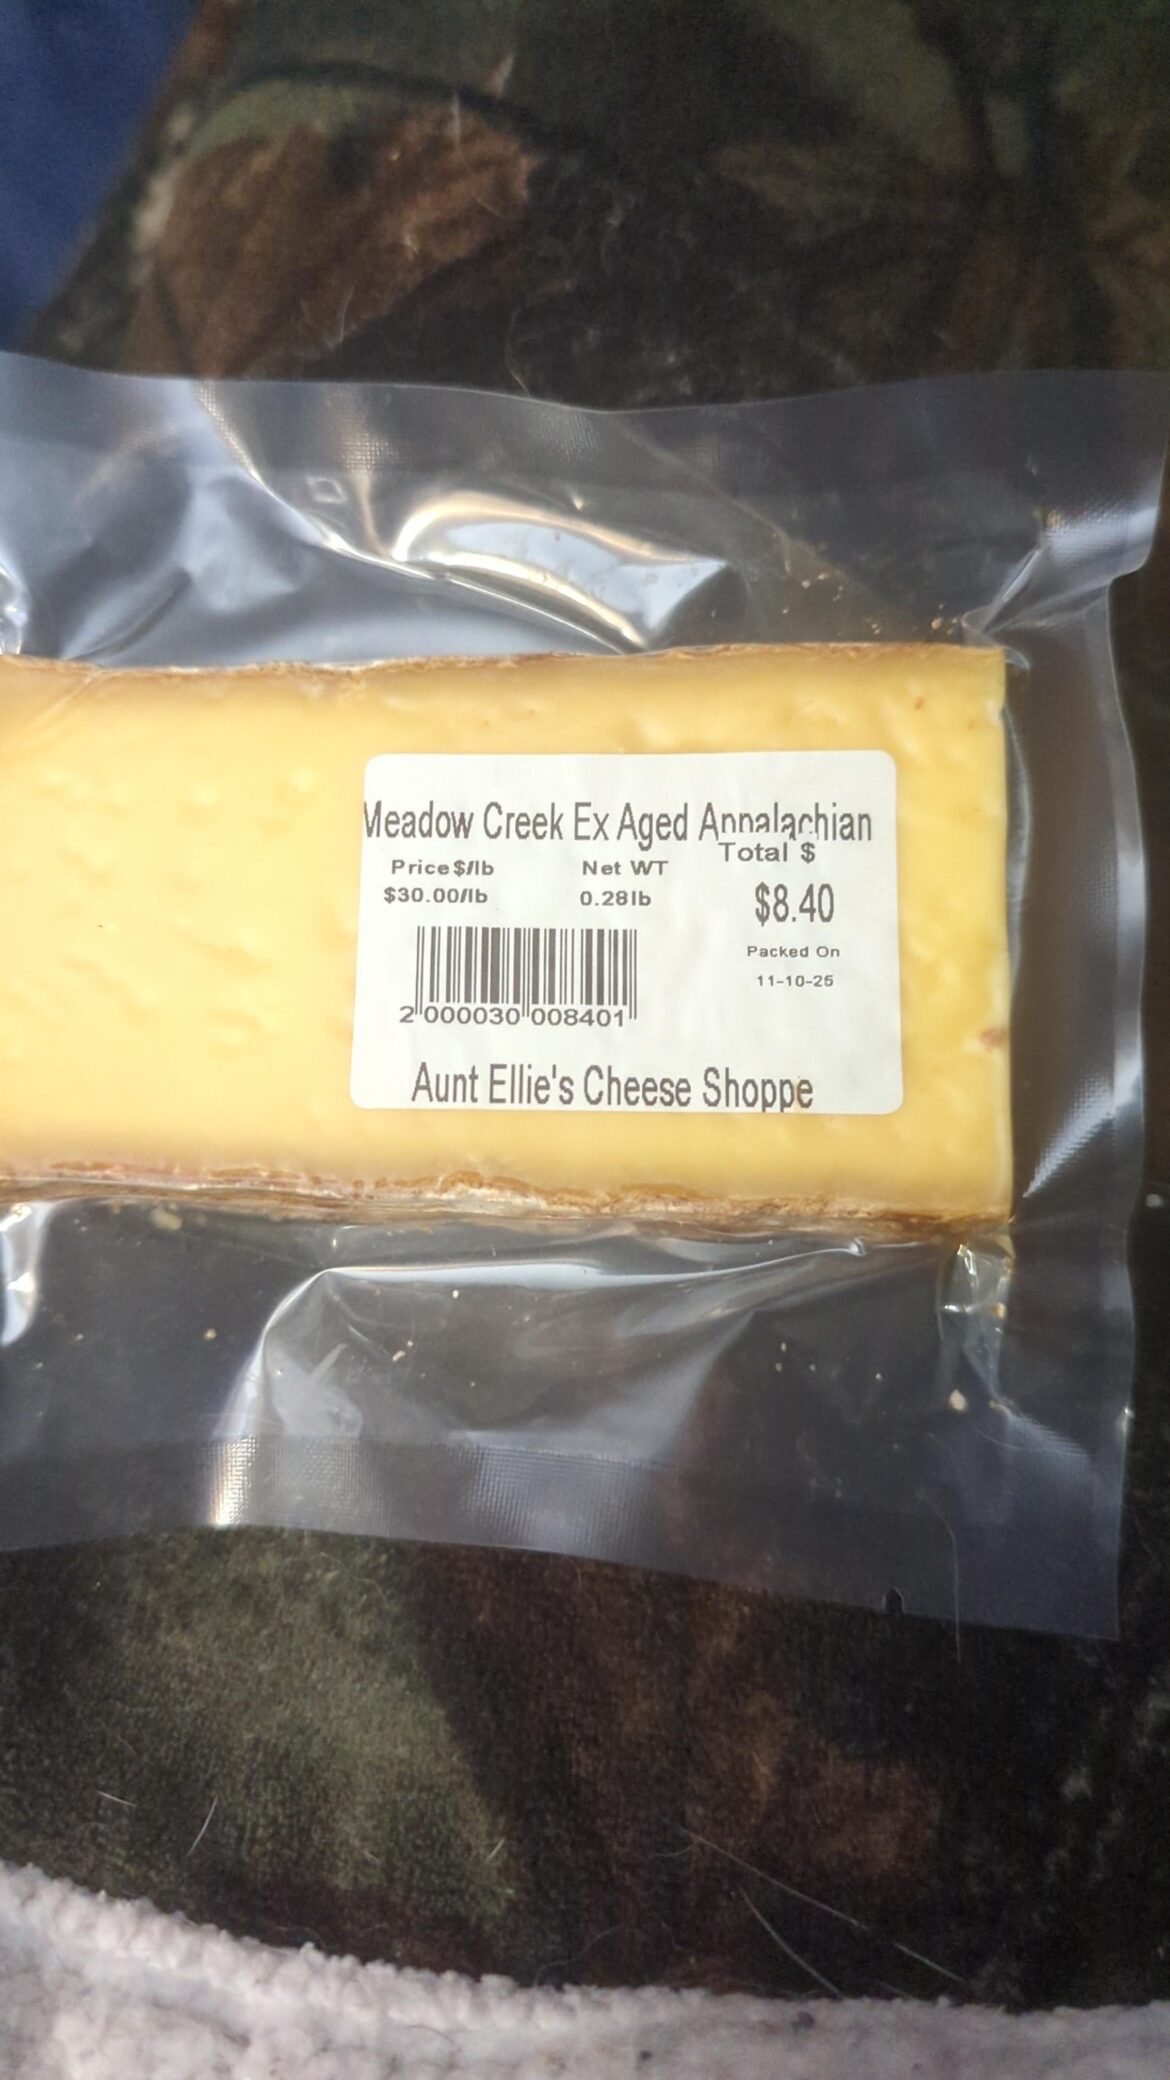 Meadow Creek Ex Aged Appalachian
Price $/lb Net WT Total $
$30.00/lb 0.28lb $8.40
Packed On
11-10-25
2 000030 008401
Aunt Ellie's Cheese Shoppe